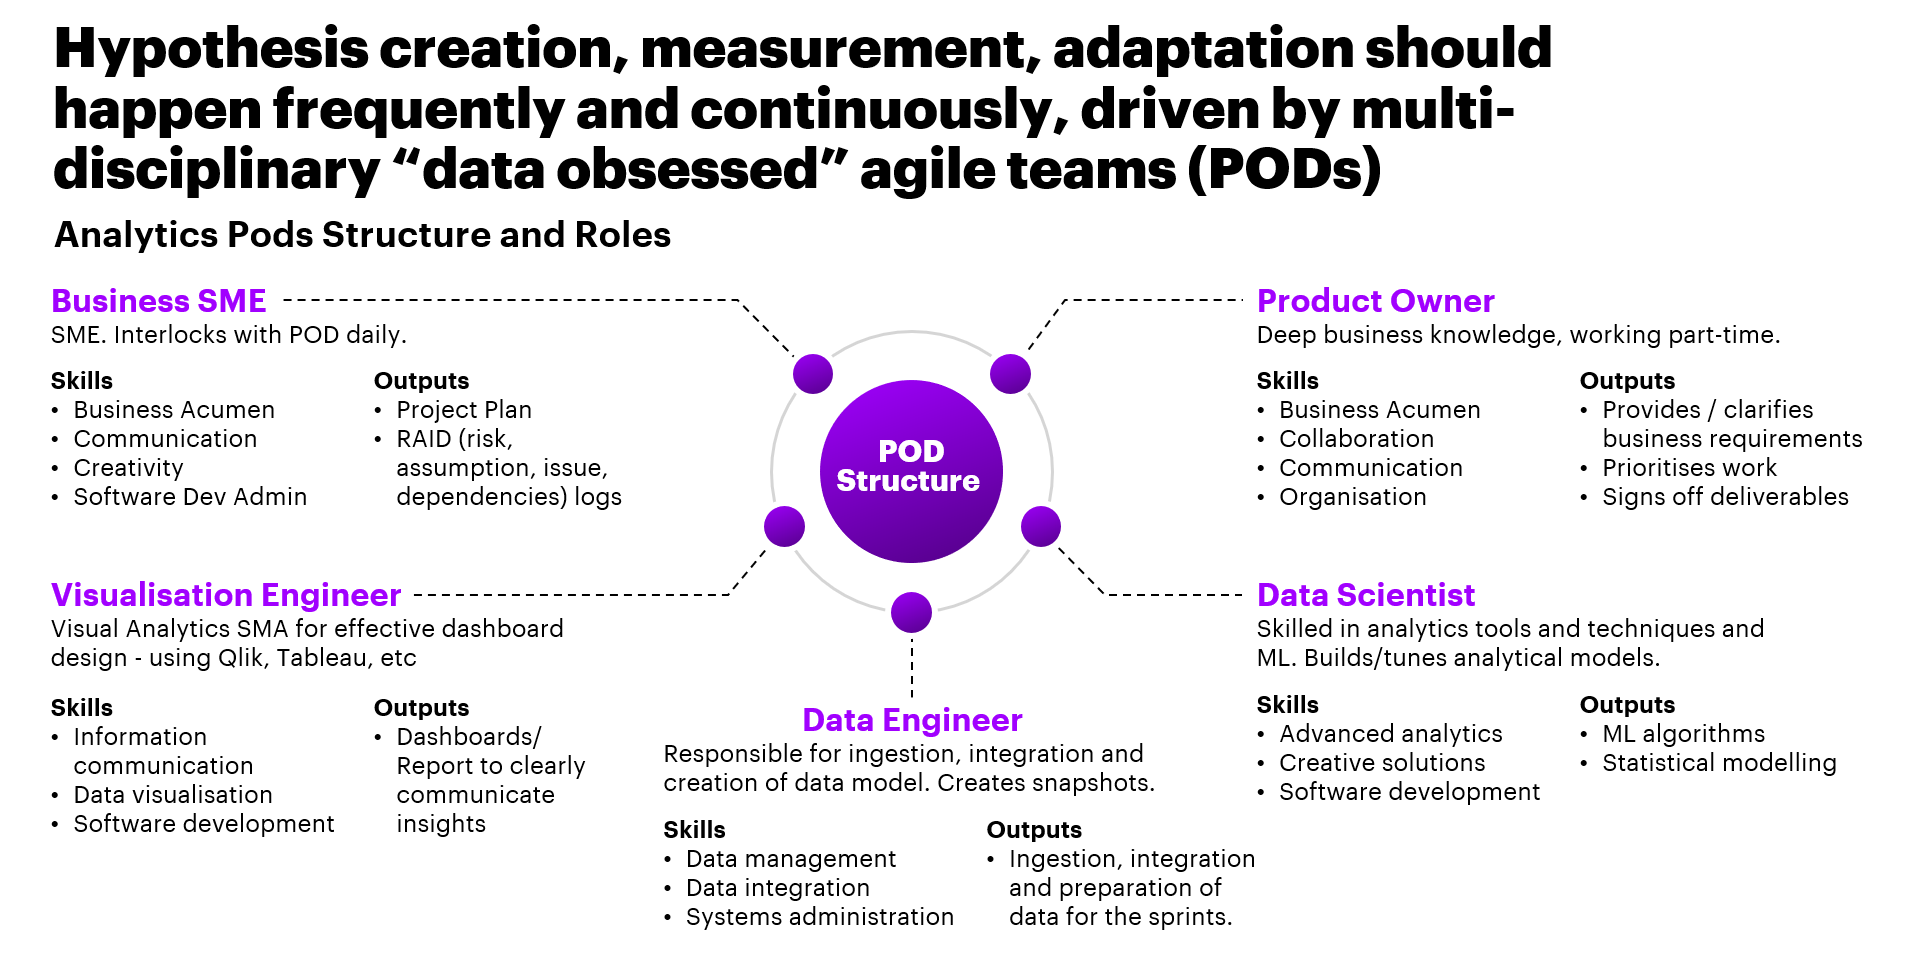 Hypothesis creation, measurement, adaptation should
happen frequently and continuously, driven by multi-
disciplinary “data obsessed” agile teams (PODs)
Analytics Pods Structure and Roles
Business SME
SME. Interlocks with POD daily.
Skills
• Business Acumen
• Communication
• Creativity
• Software Dev Admin
Outputs
• Project Plan
• RAID (risk,
assumption, issue,
dependencies) logs
POD
Structure
Product Owner
Deep business knowledge, working part-time.
Skills
• Business Acumen
• Collaboration
• Communication
• Organisation
Outputs
• Provides / clarifies
business requirements
• Prioritises work
• Signs off deliverables
Visualisation Engineer
Visual Analytics SMA for effective dashboard
design - using Qlik, Tableau, etc
Skills
• Information
communication
• Data visualisation
• Software development
Outputs
• Dashboards/
Report to clearly
communicate
insights
Data Engineer
Responsible for ingestion, integration and
creation of data model. Creates snapshots.
Skills
• Data management
• Data integration
• Systems administration
Outputs
• Ingestion, integration
and preparation of
data for the sprints.
Data Scientist
Skilled in analytics tools and techniques and
ML. Builds/tunes analytical models.
Skills
• Advanced analytics
• Creative solutions
• Software development
Outputs
• ML algorithms
• Statistical modelling